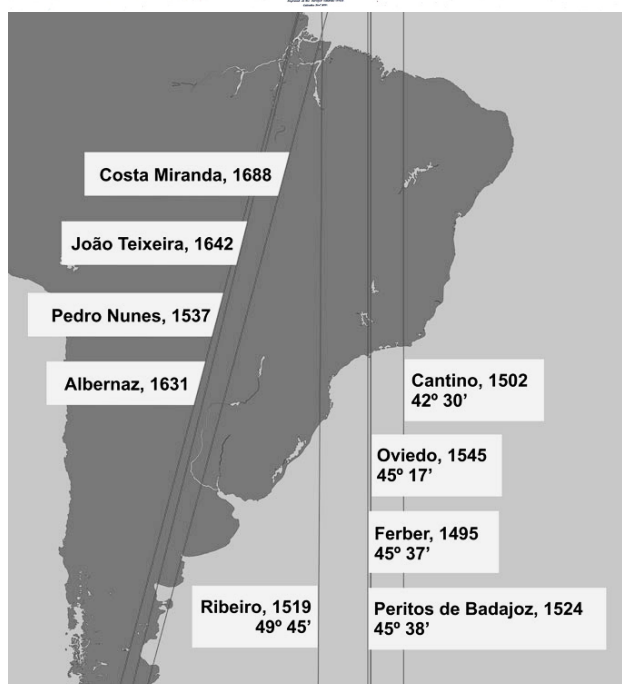 Costa Miranda, 1688
João Teixeira, 1642
Pedro Nunes, 1537
Albernaz, 1631
Cantino, 1502
42º 30’
Oviedo, 1545
45º 17’
Ferber, 1495
45º 37’
Ribeiro, 1519
49º 45’
Peritos de Badajoz, 1524
45º 38’